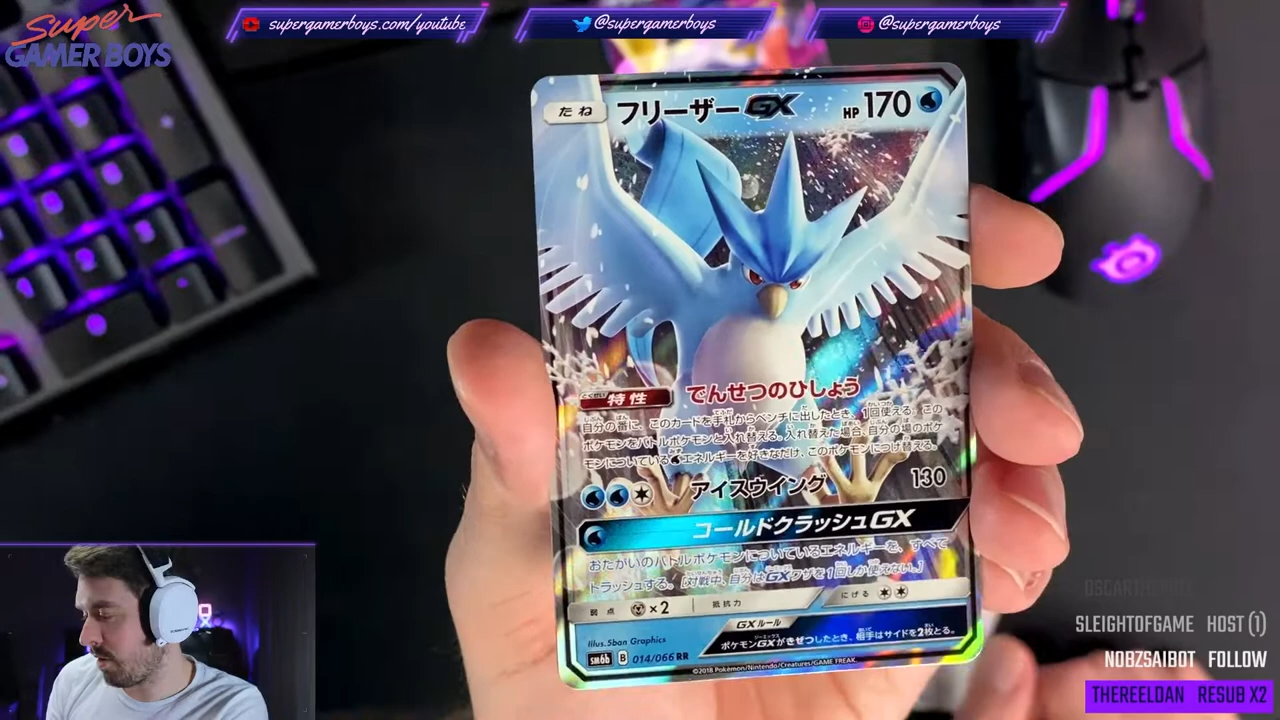 Super
GAMER BOYS
supergamerboys.com/youtube
@supergamerboys
@supergamerboys
たね
フリーザーGX
HP 170
特性
でんせつのひしょう
自分の番に、このカードを手札からベンチに出したとき、1回使える。この
ポケモンをバトルポケモンと入れ替える。入れ替えた場合、自分の場のポケ
モンについているエネルギーを好きなだけ、このポケモンにつけ替える。
アイスウイング 130
コールドクラッシュGX
おたがいのバトルポケモンについているエネルギーを、すべて
トラッシュする。[対戦中、自分はGXワザを1回しか使えない。]
弱点 ×2 抵抗力 にげる
GXルール
ポケモンGXがきぜつしたとき、相手はサイドを2枚とる。
Illus. 5ban Graphics
SM6b B 014/066 RR
©2018 Pokémon/Nintendo/Creatures/GAME FREAK.
SLEIGHTOFGAME HOST (1)
NOBZSAIBOT FOLLOW
THEREELDAN RESUB X2